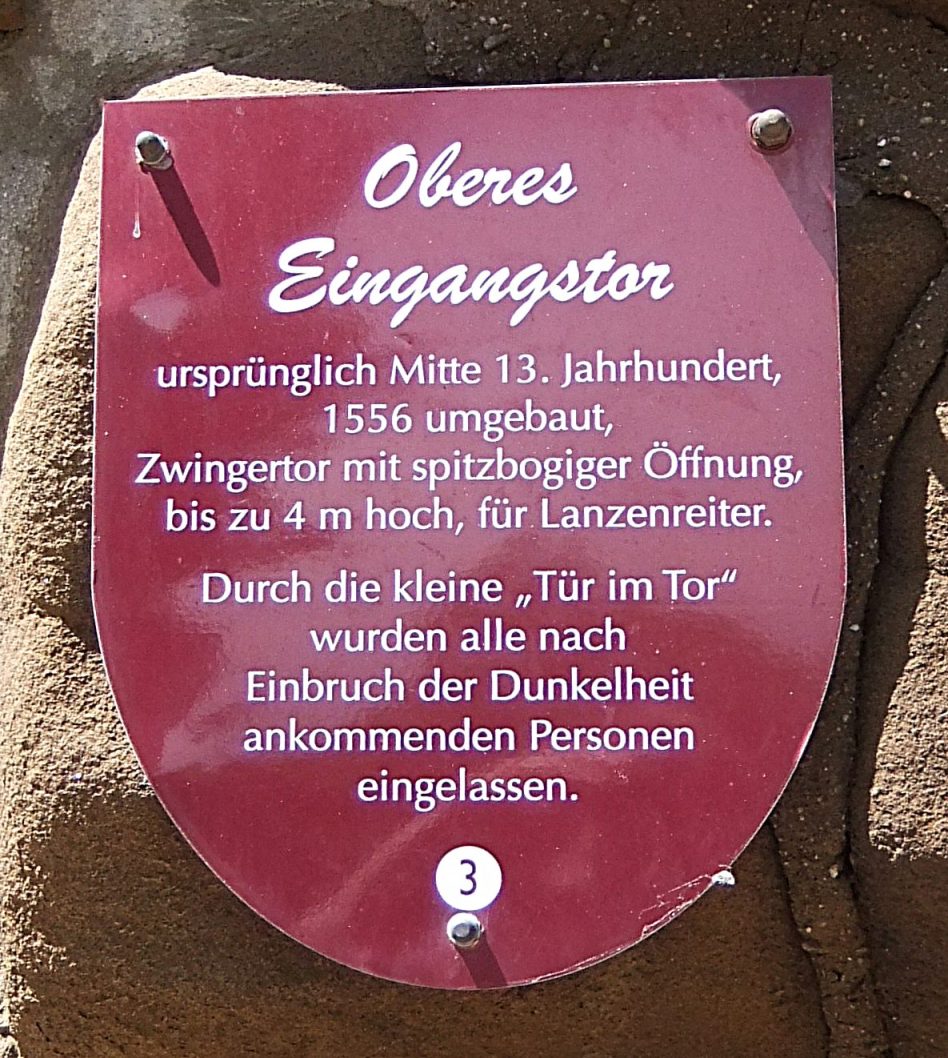 Oberes
Eingangstor
ursprünglich Mitte 13. Jahrhundert,
1556 umgebaut,
Zwingertor mit spitzbogiger Öffnung,
bis zu 4 m hoch, für Lanzenreiter.
Durch die kleine „Tür im Tor“
wurden alle nach
Einbruch der Dunkelheit
ankommenden Personen
eingelassen.
3